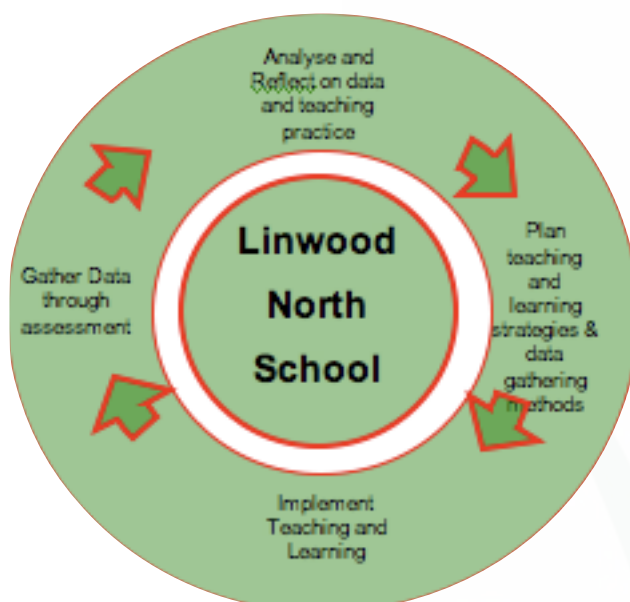 Analyse and
Reflect on data
and teaching
practice
Linwood
North
School
Plan
teaching
and
learning
strategies &
data
gathering
methods
Gather Data
through
assessment
Implement
Teaching and
Learning